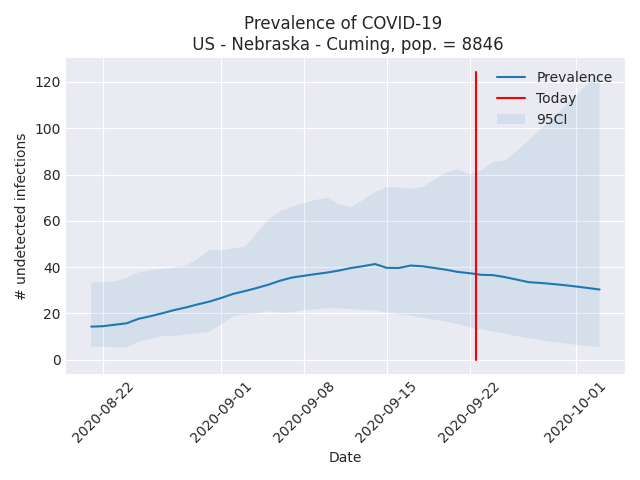 Prevalence of COVID-19
US - Nebraska - Cuming, pop. = 8846
120
100
80
60
40
20
0
# undetected infections
Prevalence
Today
95CI
2020-08-22
2020-09-01
2020-09-08
2020-09-15
2020-09-22
2020-10-01
Date